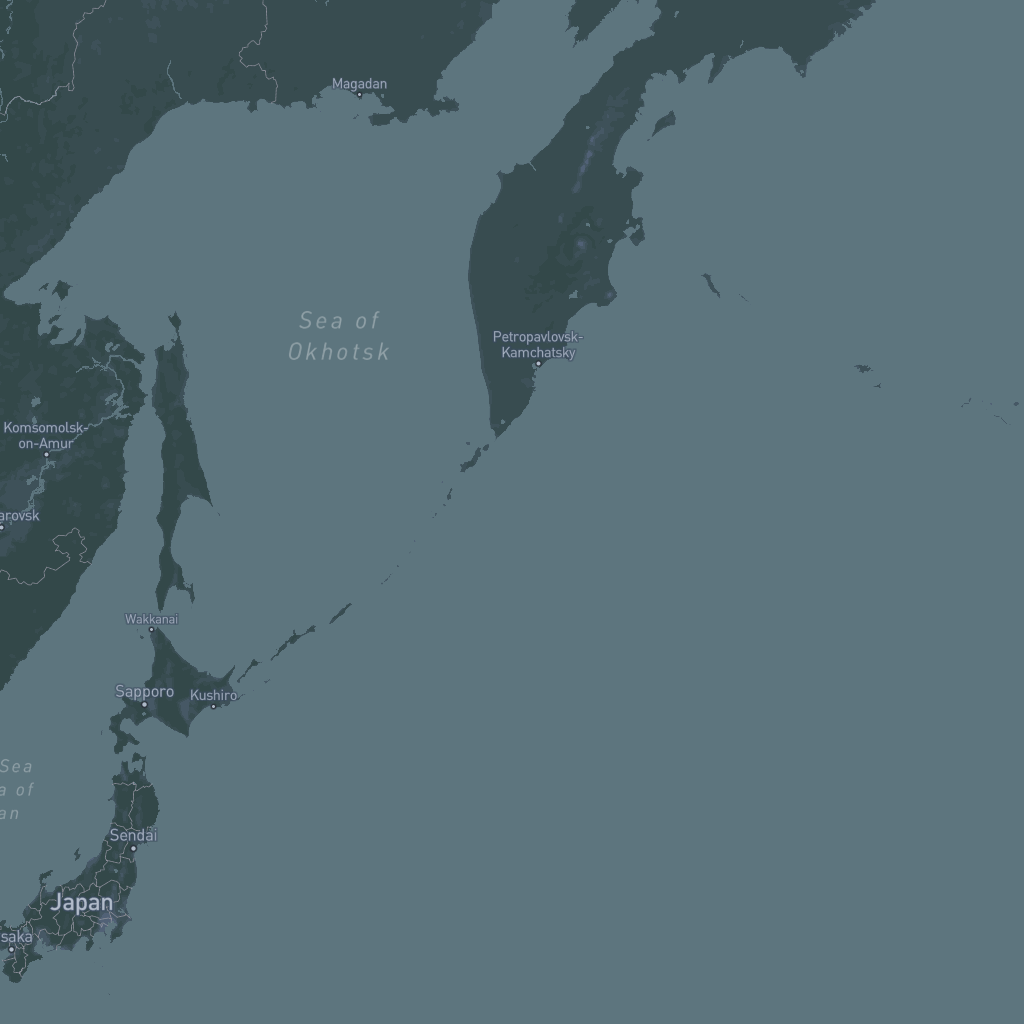 Magadan
Sea of
Okhotsk
Petropavlovsk-
Kamchatsky
Komsomolsk-
on-Amur
arovsk
Wakkanai
Sapporo
Kushiro
Sea
a of
an
Sendai
Japan
saka